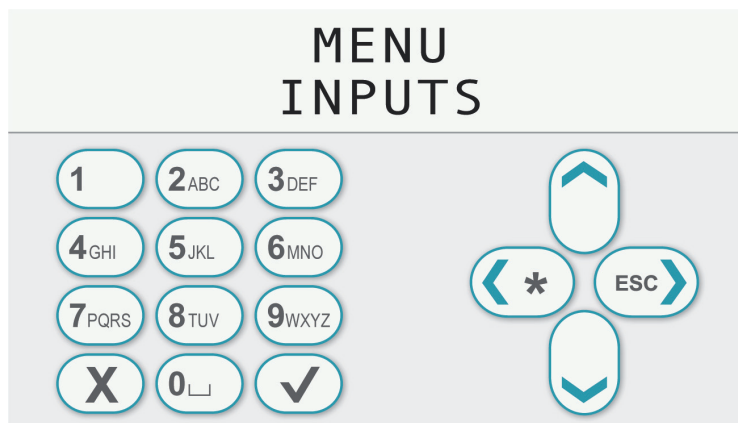 MENU
INPUTS
1 2ABC 3DEF
4GHI 5JKL 6MNO * ESC
7PQRS 8TUV 9WXYZ
X 0